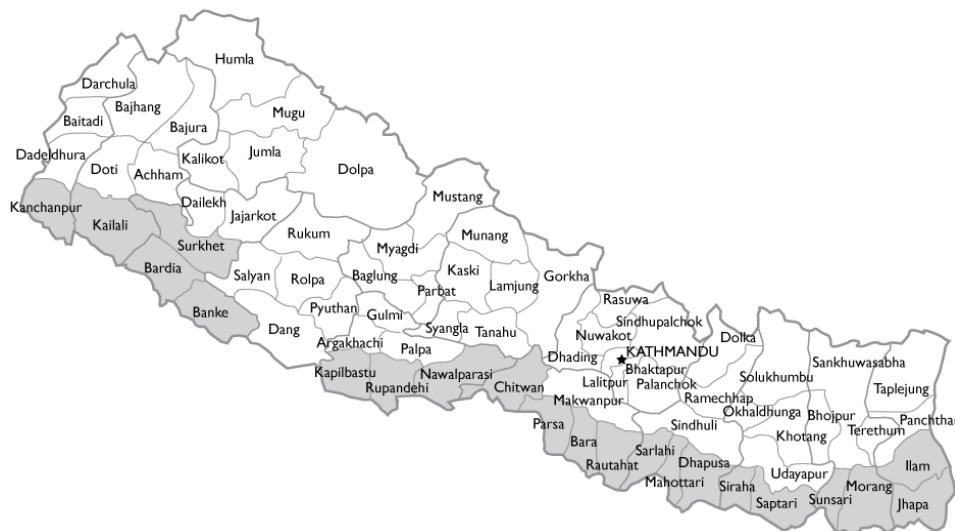 Humla
Darchula
Bajhang
Mugu
Baitadi
Bajura
Dadeldhura
Doti
Achham
Kalikot
Jumla
Dolpa
Kanchanpur
Kailali
Dailekh
Jajarkot
Mustang
Surkhet
Rukum
Myagdi
Munang
Bardia
Salyan
Rolpa
Baglung
Parbat
Kaski
Lamjung
Gorkha
Banke
Pyuthan
Gulmi
Rasuwa
Dang
Syangla
Tanahu
Nuwakot
Sindhupalchok
Argakhachi
Palpa
Dhading
KATHMANDU
Dolka
Sankhuwasabha
Kapilbastu
Rupandehi
Nawalparasi
Chitwan
Lalitpur
Bhaktapur
Palanchok
Solukhumbu
Taplejung
Makwanpur
Ramechhap
Okhaldhunga
Bhojpur
Panchthar
Parsa
Bara
Sindhuli
Khotang
Terethum
Rautahat
Sarlahi
Mahottari
Dhapusa
Siraha
Udayapur
Saptari
Sunsari
Morang
Ilam
Jhapa